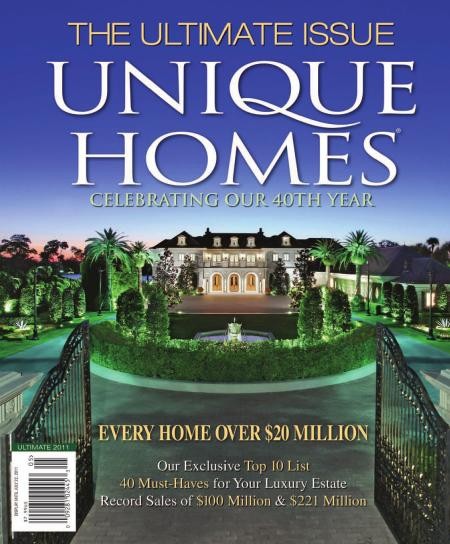 THE ULTIMATE ISSUE
UNIQUE
HOMES®
CELEBRATING OUR 40TH YEAR
EVERY HOME OVER $20 MILLION
Our Exclusive Top 10 List
40 Must-Haves for Your Luxury Estate
Record Sales of $100 Million & $221 Million
ULTIMATE 2011